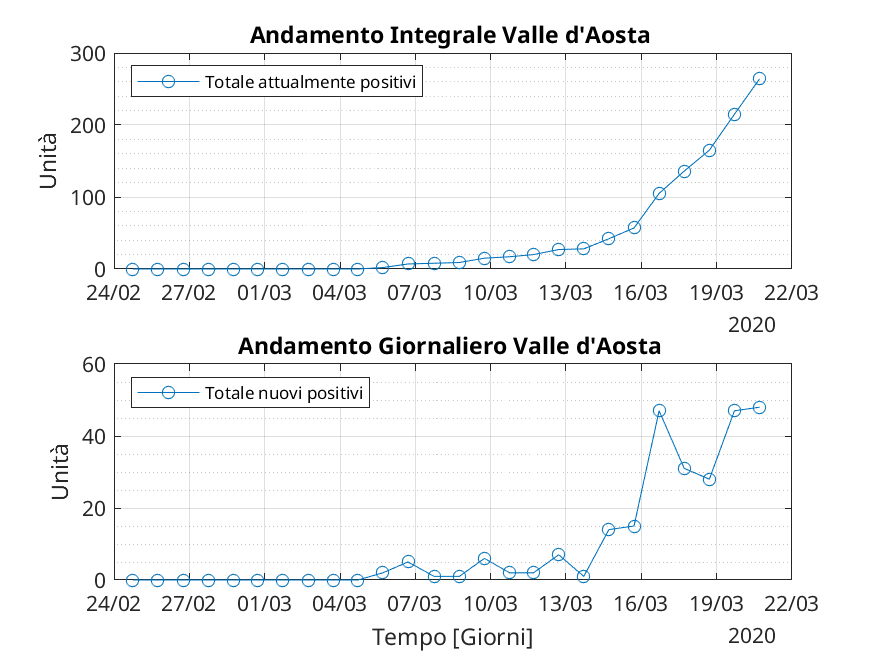 Andamento Integrale Valle d'Aosta
300
200
100
0
Unità
Totale attualmente positivi
24/02 27/02 01/03 04/03 07/03 10/03 13/03 16/03 19/03 22/03
2020
Andamento Giornaliero Valle d'Aosta
60
40
20
0
Unità
Totale nuovi positivi
24/02 27/02 01/03 04/03 07/03 10/03 13/03 16/03 19/03 22/03
Tempo [Giorni]
2020